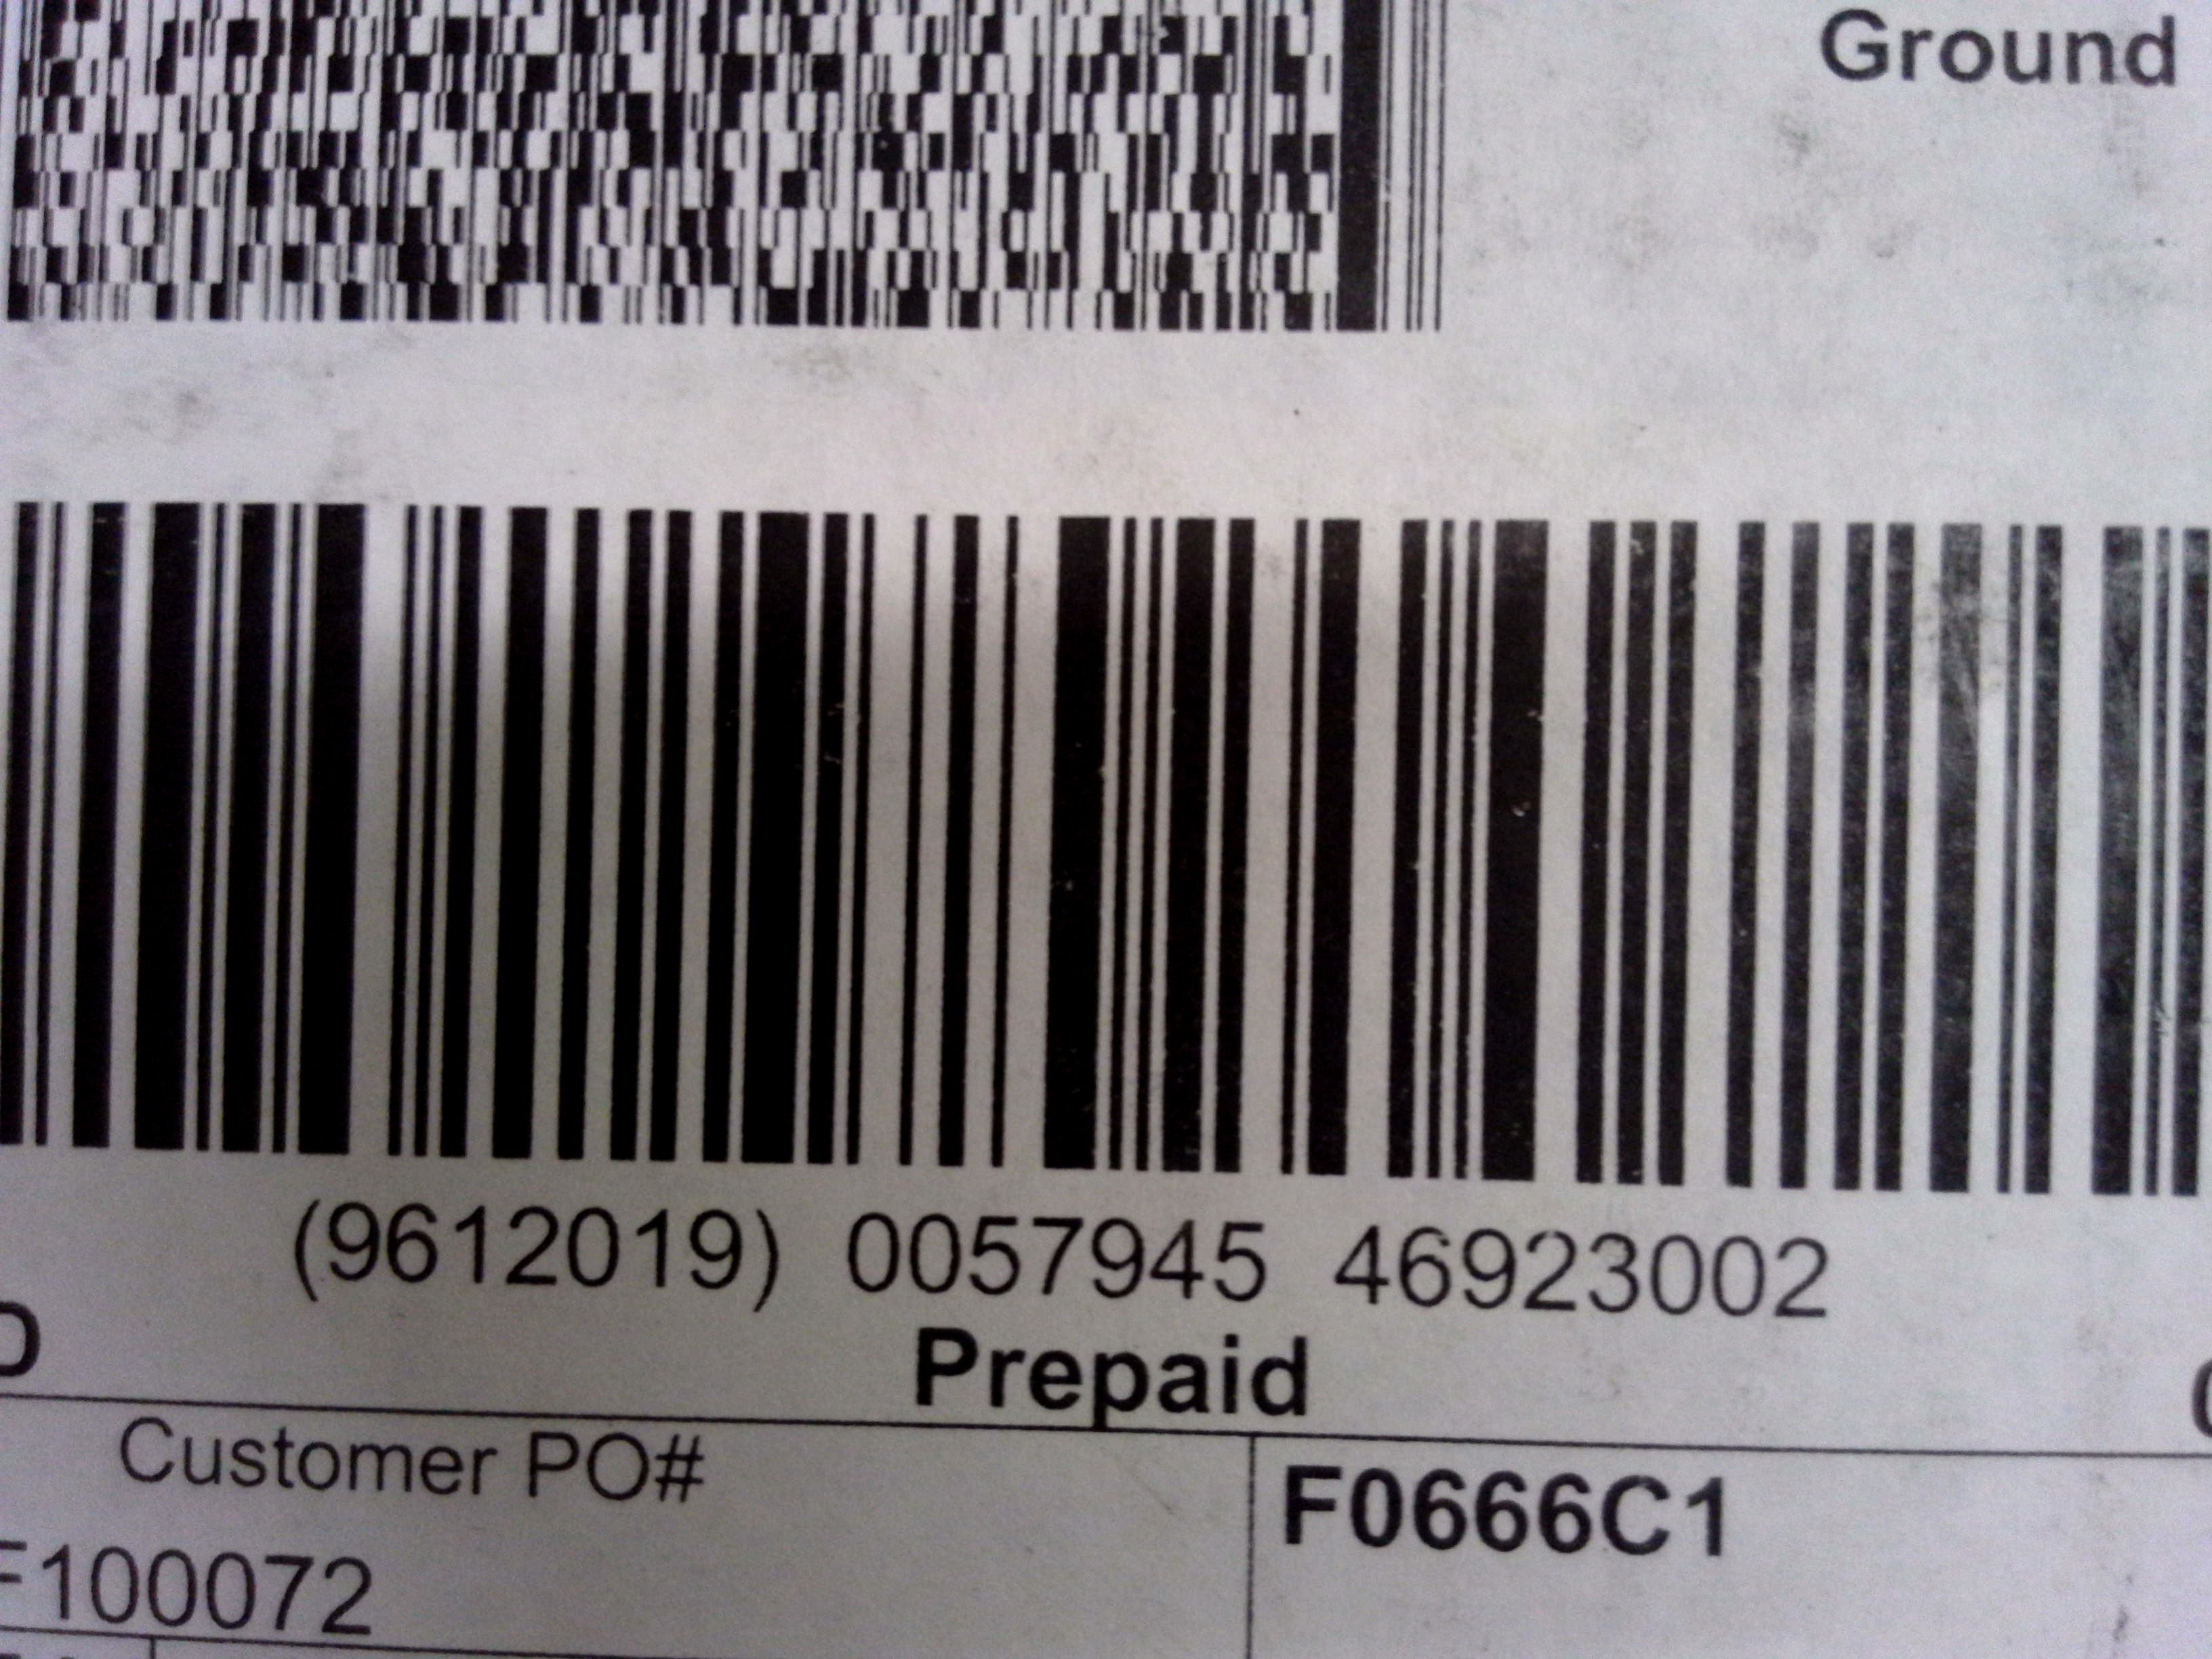 Ground
(9612019) 0057945 46923002
Prepaid
Customer PO#
F0666C1
F100072